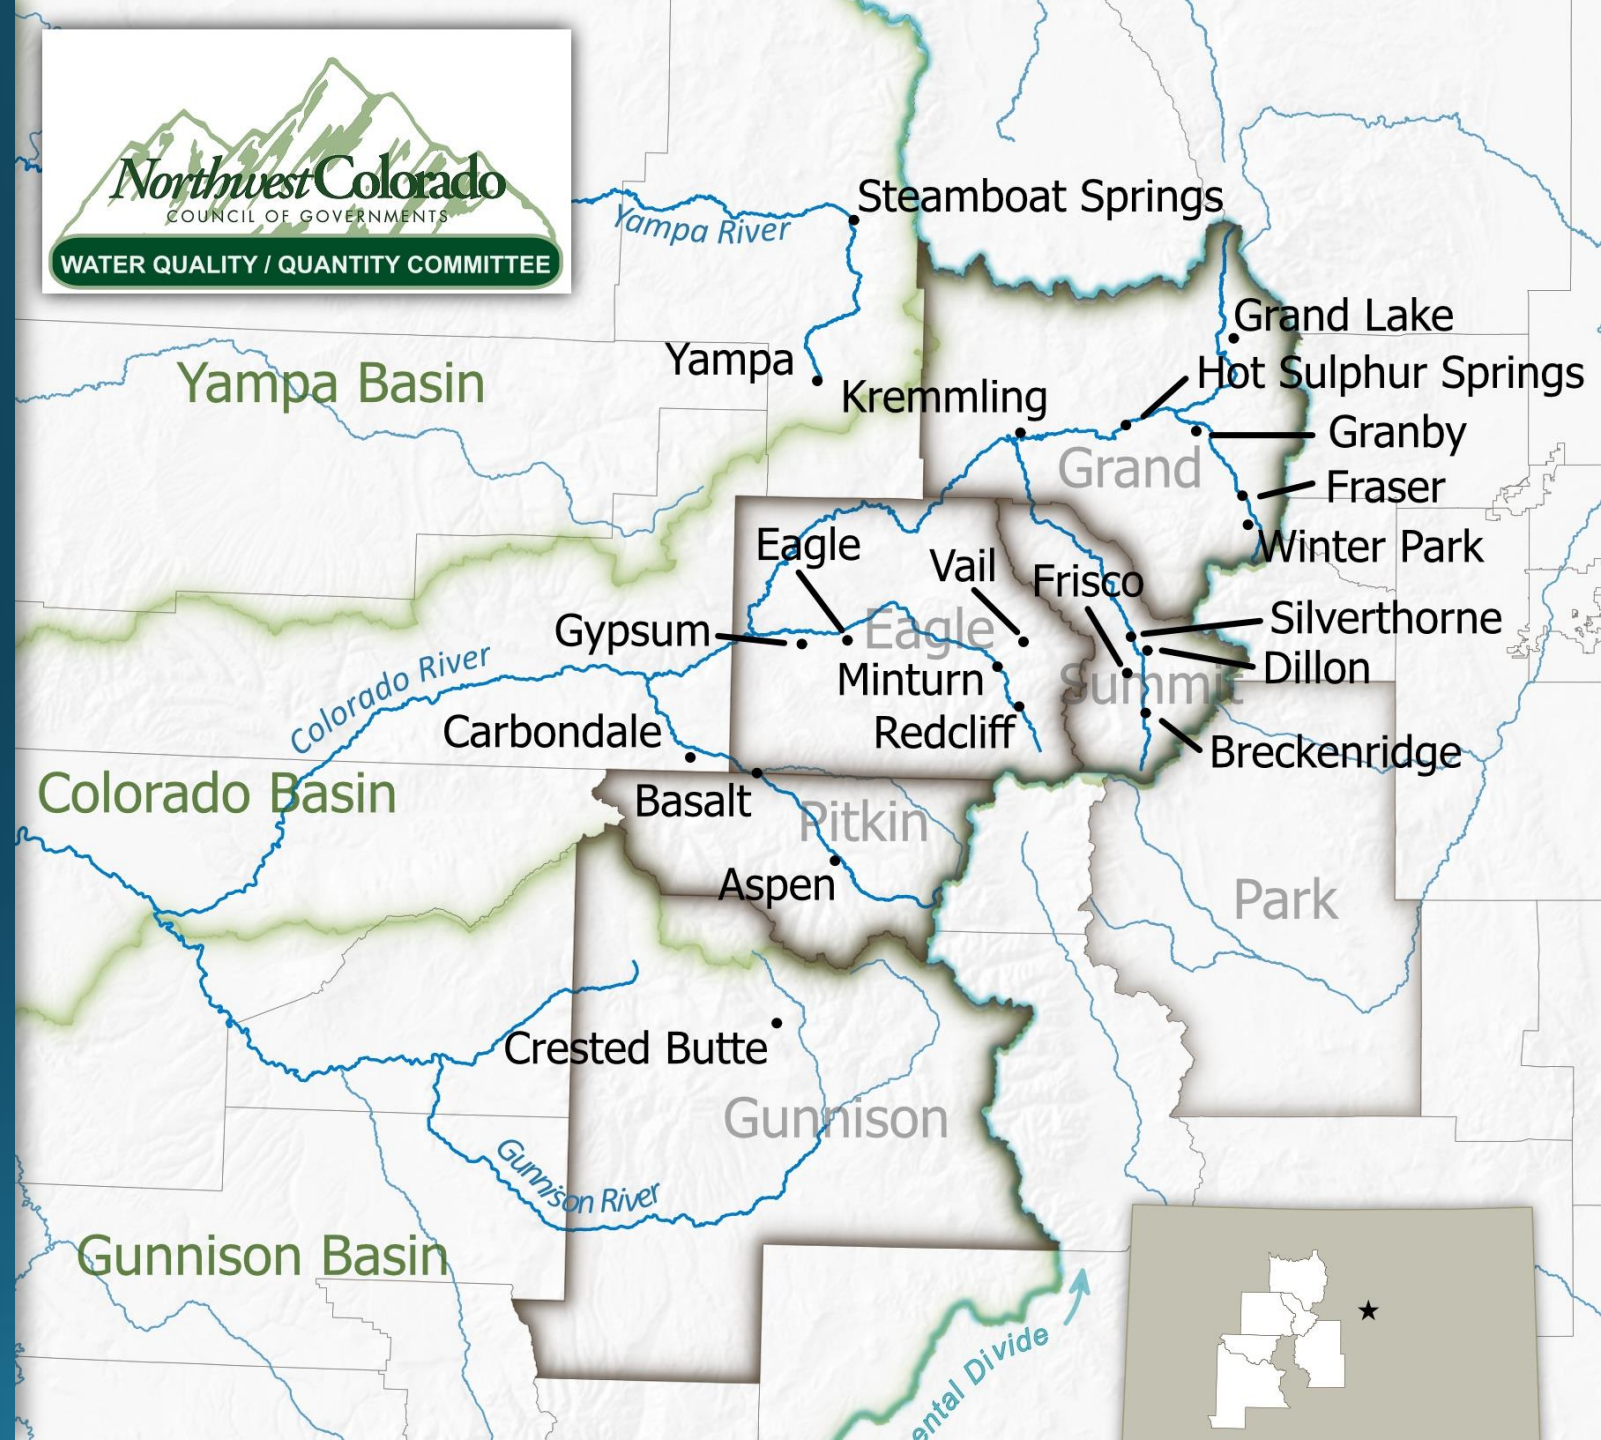 Northwest Colorado
COUNCIL OF GOVERNMENTS
WATER QUALITY / QUANTITY COMMITTEE
Steamboat Springs
Yampa River
Grand Lake
Yampa
Yampa Basin
Hot Sulphur Springs
Kremmling
Granby
Grand
Fraser
Eagle
Winter Park
Vail
Frisco
Gypsum
Eagle
Silverthorne
Colorado River
Minturn
Dillon
Summit
Carbondale
Redcliff
Breckenridge
Colorado Basin
Basalt
Pitkin
Aspen
Park
Crested Butte
Gunnison
Gunnison River
Gunnison Basin
ental Divide